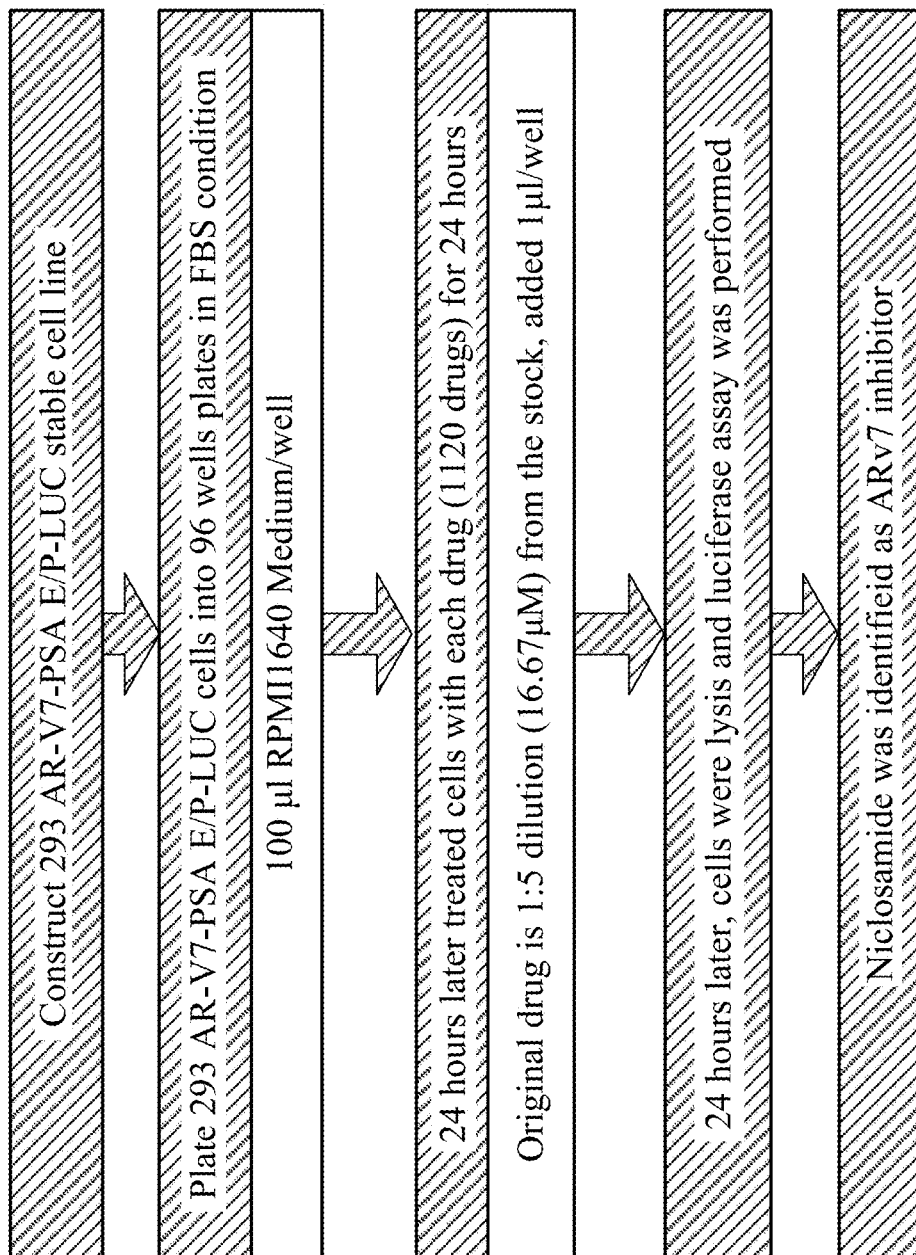 Construct 293 AR-V7-PSA E/P-LUC stable cell line
Plate 293 AR-V7-PSA E/P-LUC cells into 96 wells plates in FBS condition
100 µl RPMI1640 Medium/well
24 hours later treated cells with each drug (1120 drugs) for 24 hours
Original drug is 1:5 dilution (16.67µM) from the stock, added 1µl/well
24 hours later, cells were lysis and luciferase assay was performed
Niclosamide was identifieid as ARv7 inhibitor